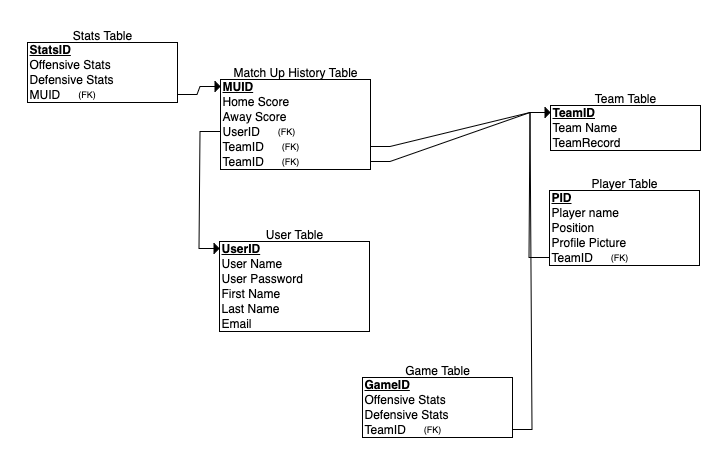 Stats Table
StatsID
Offensive Stats
Defensive Stats
MUID (FK)
Match Up History Table
MUID
Home Score
Away Score
UserID (FK)
TeamID (FK)
TeamID (FK)
Team Table
TeamID
Team Name
TeamRecord
Player Table
PID
Player name
Position
Profile Picture
TeamID (FK)
User Table
UserID
User Name
User Password
First Name
Last Name
Email
Game Table
GameID
Offensive Stats
Defensive Stats
TeamID (FK)